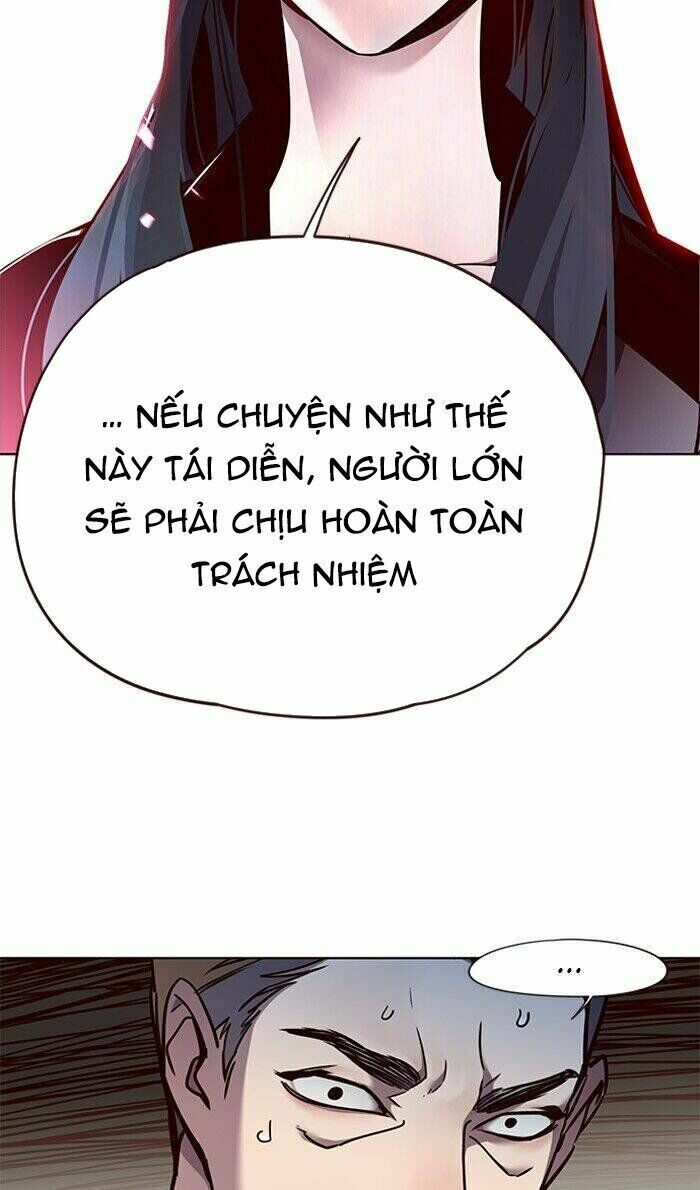 ... NẾU CHUYỆN NHƯ THẾ
NÀY TÁI DIỄN, NGƯỜI LỚN
SẼ PHẢI CHỊU HOÀN TOÀN
TRÁCH NHIỆM
...